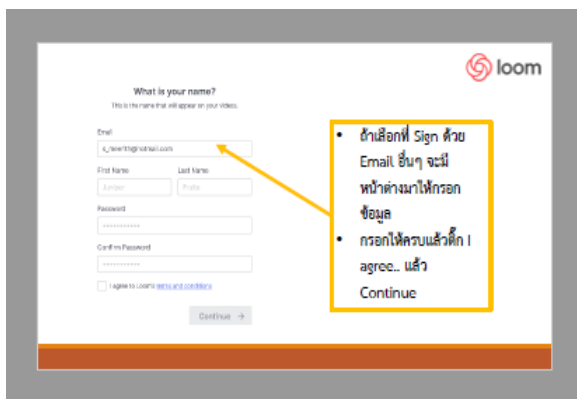 loom
What is your name?
This is the name that will appear on your videos.
Email
First Name Last Name
Junior
Password
Confirm Password
I agree to Loom's terms and conditions
Continue →
• ถ้าเลือกที่ Sign ด้วย
Email อื่นๆ จะมี
หน้าต่างมาให้กรอก
ข้อมูล
• กรอกให้ครบแล้วติ๊ก I
agree.. แล้ว
Continue